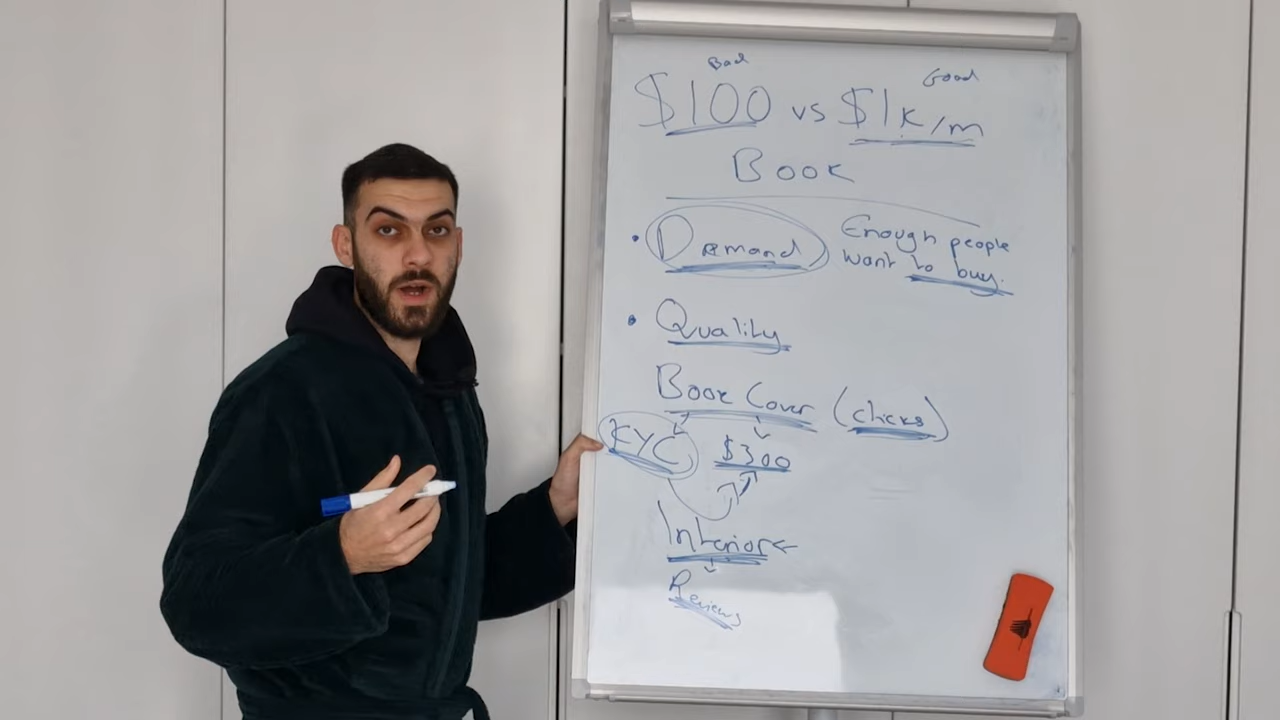 Bad Good
$100 vs $1k/m
Book
• Demand Enough people
want to buy.
• Quality
Book Cover (clicks)
KYC $300
Interior
Reviews